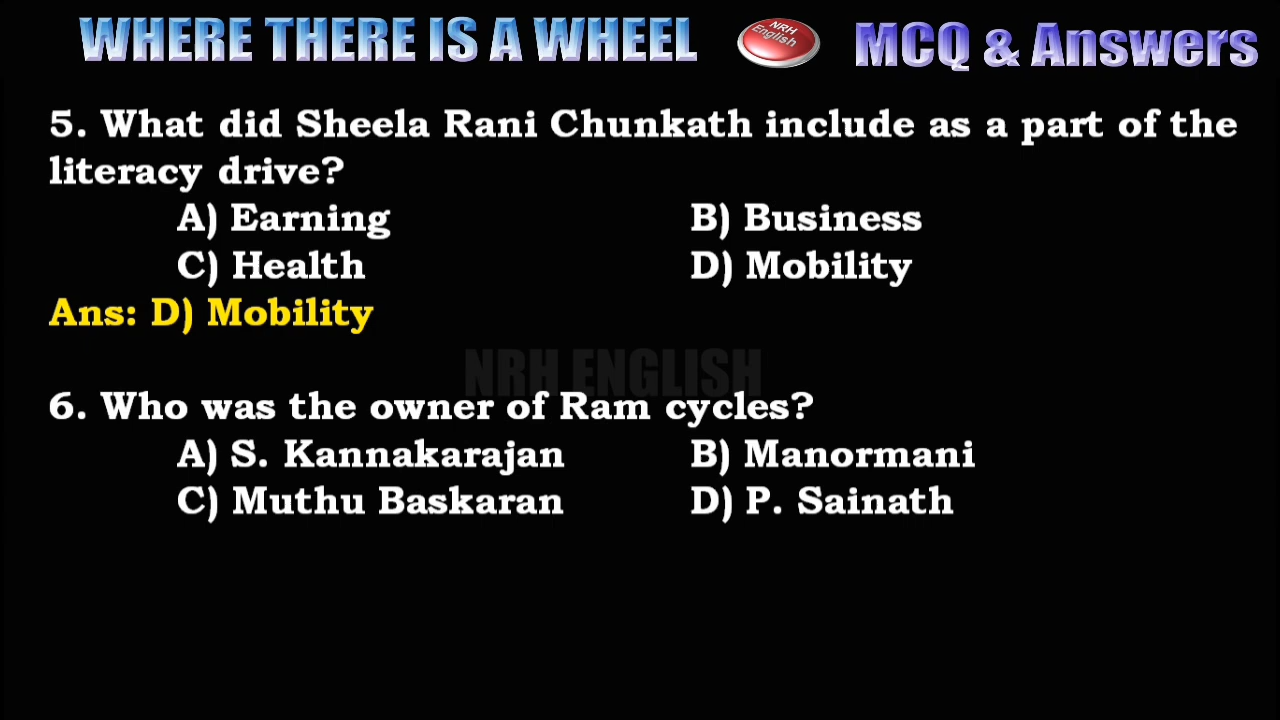 WHERE THERE IS A WHEEL
NRH English
MCQ & Answers
5. What did Sheela Rani Chunkath include as a part of the
literacy drive?
A) Earning B) Business
C) Health D) Mobility
Ans: D) Mobility
NRH ENGLISH
6. Who was the owner of Ram cycles?
A) S. Kannakarajan B) Manormani
C) Muthu Baskaran D) P. Sainath